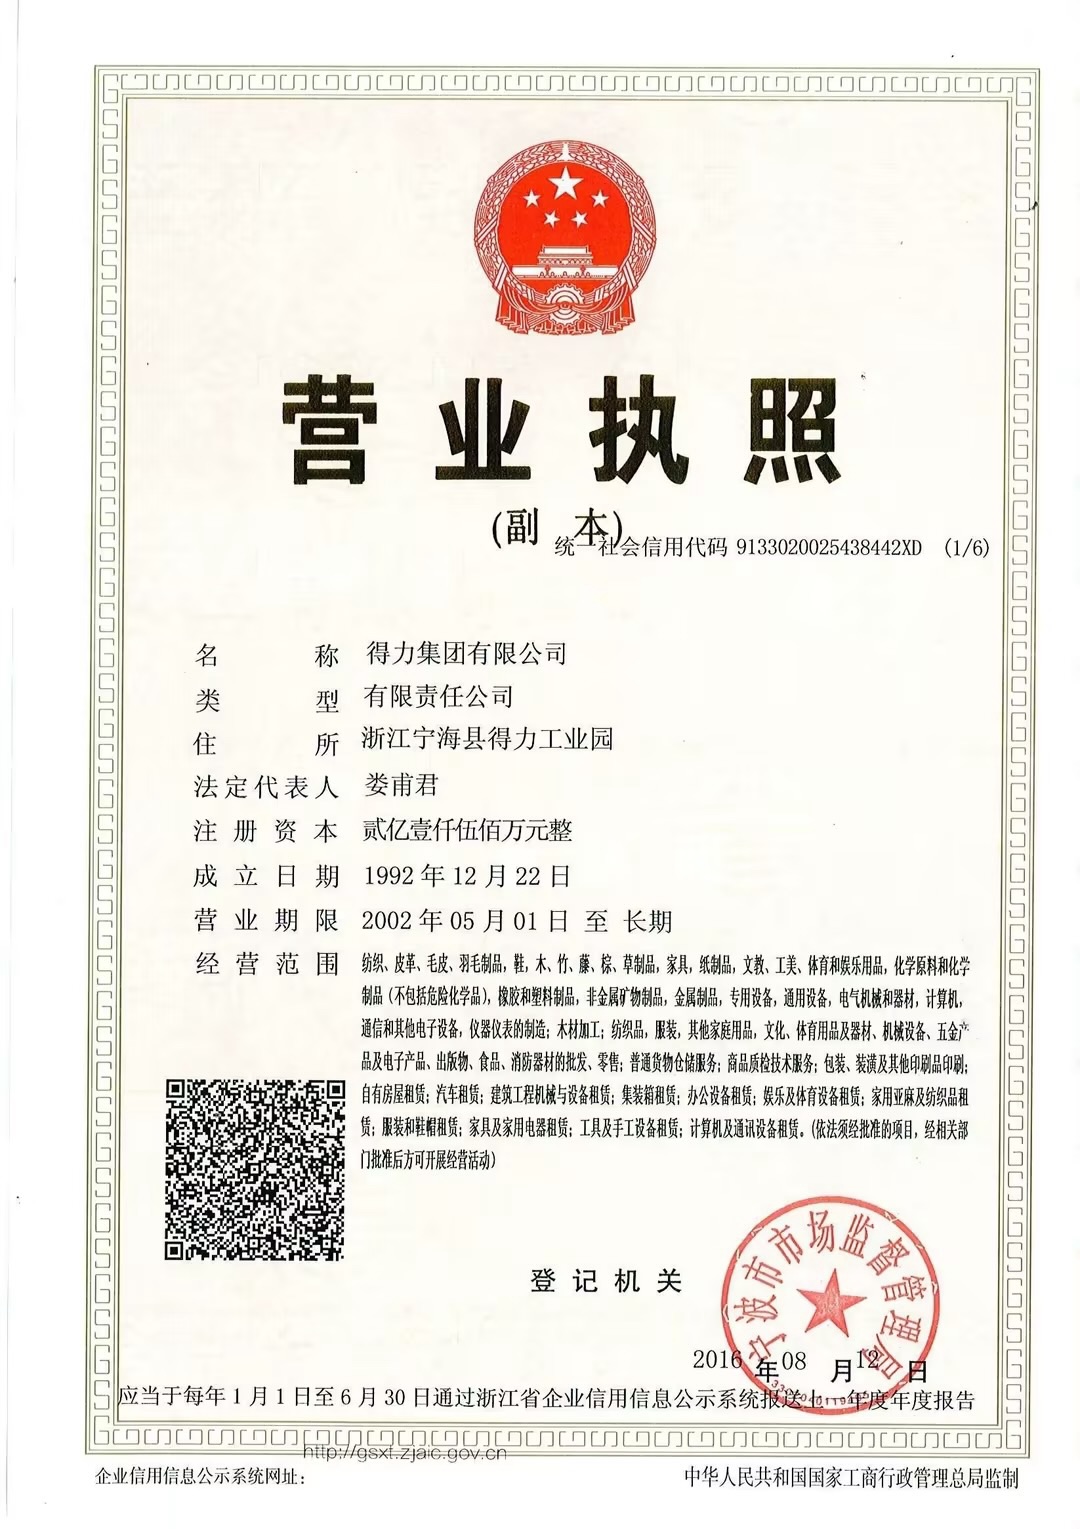 营业执照
(副 本)
统一社会信用代码 9133020025438442XD (1/6)
名 称 得力集团有限公司
类 型 有限责任公司
住 所 浙江宁海县得力工业园
法定代表人 娄甫君
注册资本 贰亿壹仟伍佰万元整
成立日期 1992年12月22日
营业期限 2002年05月01日 至 长期
经营范围 纺织、皮革、毛皮、羽毛制品，鞋，木、竹、藤、棕、草制品，家具，纸制品，文教、工美、体育和娱乐用品，化学原料和化学
制品（不包括危险化学品），橡胶和塑料制品，非金属矿物制品，金属制品，专用设备，通用设备，电气机械和器材，计算机，
通信和其他电子设备，仪器仪表的制造；木材加工；纺织品，服装，其他家庭用品，文化、体育用品及器材、机械设备、五金产
品及电子产品、出版物、食品、消防器材的批发、零售；普通货物仓储服务；商品质检技术服务；包装、装潢及其他印刷品印刷；
自有房屋租赁；汽车租赁；建筑工程机械与设备租赁；集装箱租赁；办公设备租赁；娱乐及体育设备租赁；家用亚麻及纺织品租
赁；服装和鞋帽租赁；家具及家用电器租赁；工具及手工设备租赁；计算机及通讯设备租赁。(依法须经批准的项目，经相关部
门批准后方可开展经营活动)
登记机关
宁波市市场监督管理局
2016年08月12日
应当于每年1月1日至6月30日通过浙江省企业信用信息公示系统报送上一年度年度报告
http://gsxt.zjaic.gov.cn
企业信用信息公示系统网址：
中华人民共和国国家工商行政管理总局监制